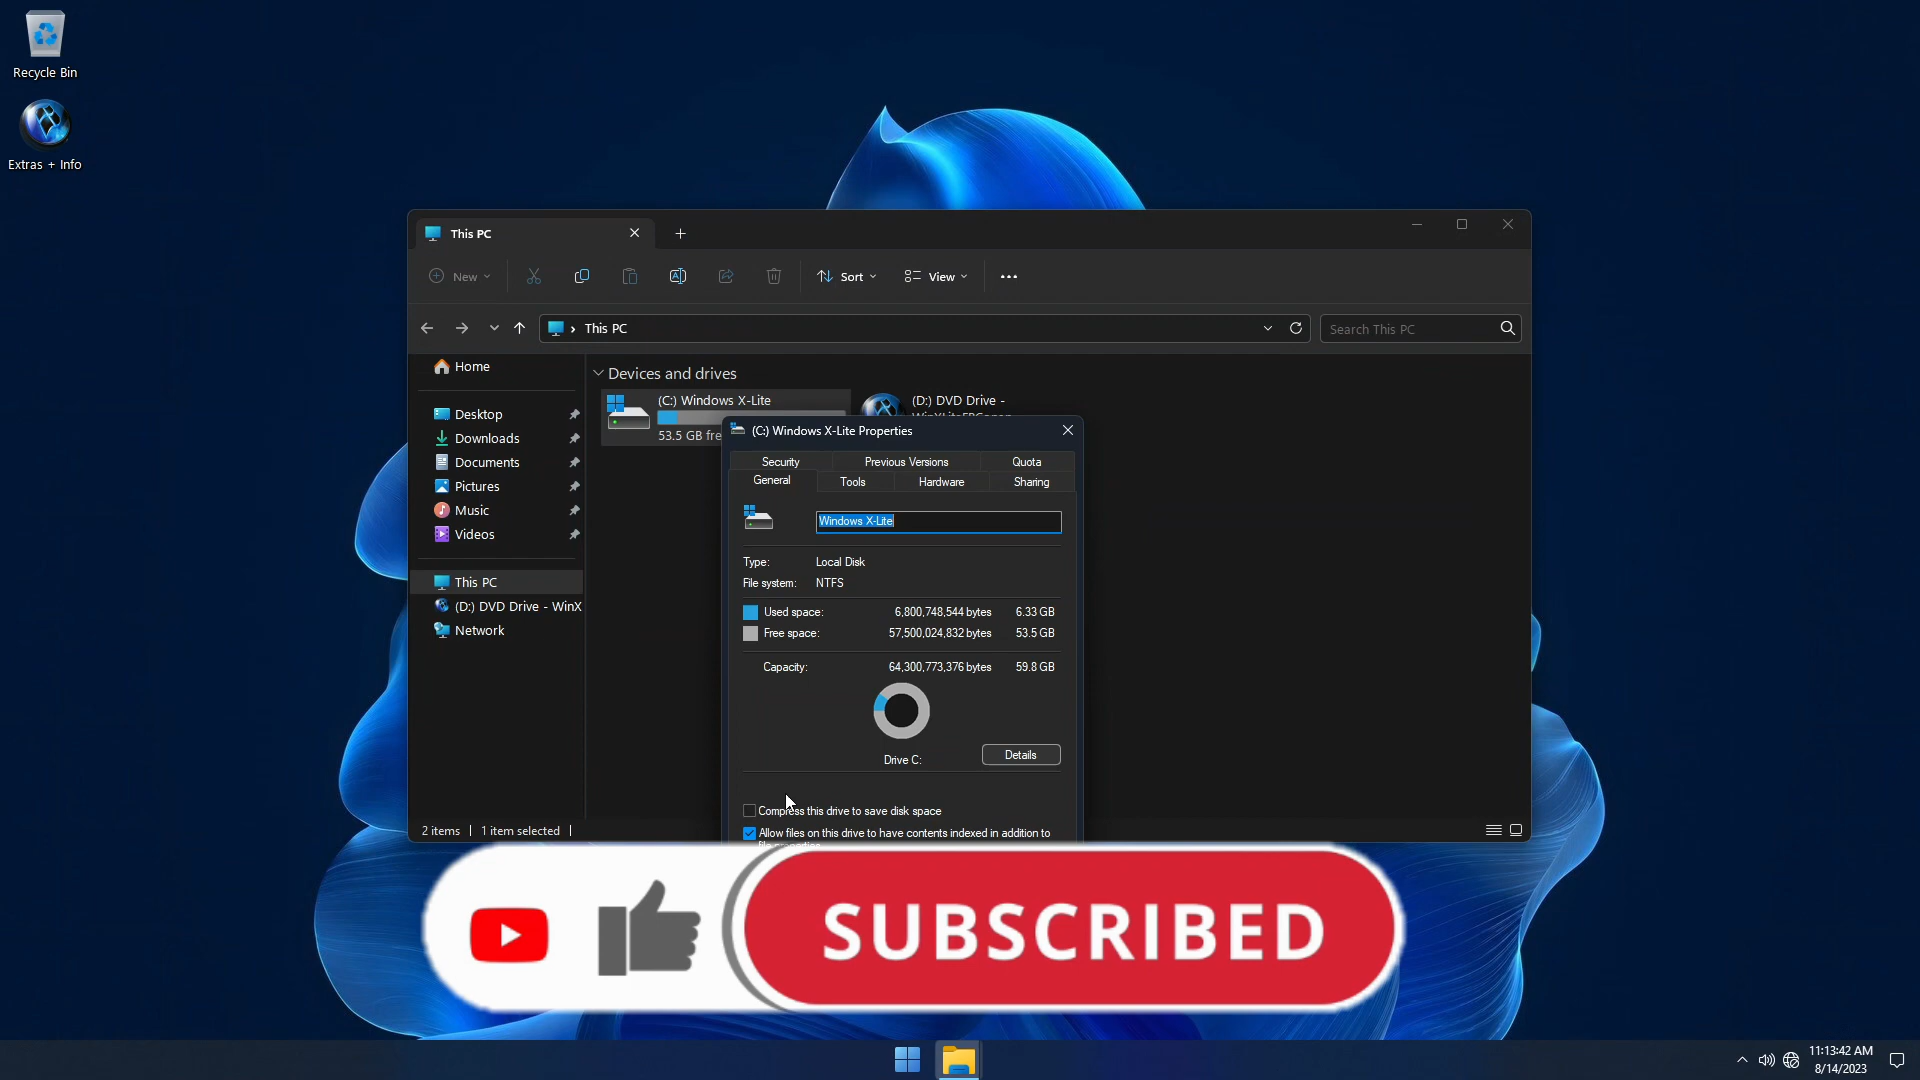 Recycle Bin
Extras + Info
This PC
New
Sort
View
This PC
Search This PC
Home
Desktop
Downloads
Documents
Pictures
Music
Videos
This PC
(D:) DVD Drive - WinX
Network
Devices and drives
(C:) Windows X-Lite
53.5 GB fre
(D:) DVD Drive -
(C:) Windows X-Lite Properties
Security Previous Versions Quota
General Tools Hardware Sharing
Windows X-Lite
Type: Local Disk
File system: NTFS
Used space: 6,800,748,544 bytes 6.33 GB
Free space: 57,500,024,832 bytes 53.5 GB
Capacity: 64,300,773,376 bytes 59.8 GB
Drive C:
Details
Compress this drive to save disk space
Allow files on this drive to have contents indexed in addition to
2 items
1 item selected
SUBSCRIBED
11:13:42 AM
8/14/2023